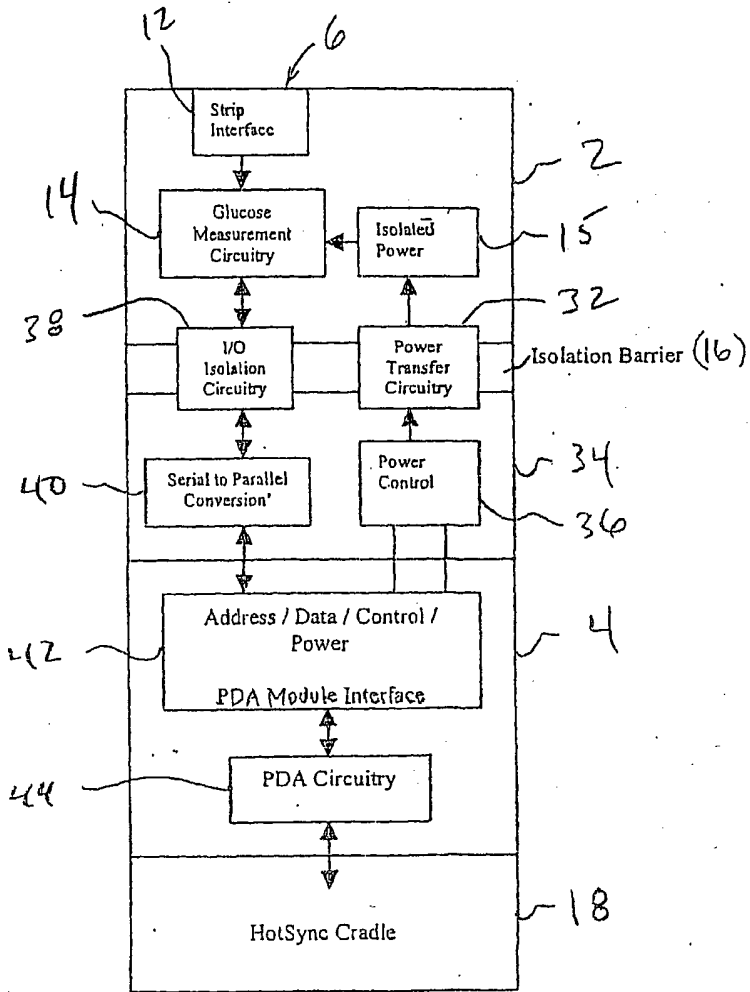 12
6
Strip
Interface
2
14
Glucose
Measurement
Circuitry
Isolated
Power
15
38
32
I/O
Isolation
Circuitry
Power
Transfer
Circuitry
Isolation Barrier (16)
40
Serial to Parallel
Conversion
Power
Control
34
36
42
Address / Data / Control /
Power
PDA Module Interface
4
44
PDA Circuitry
HotSync Cradle
18